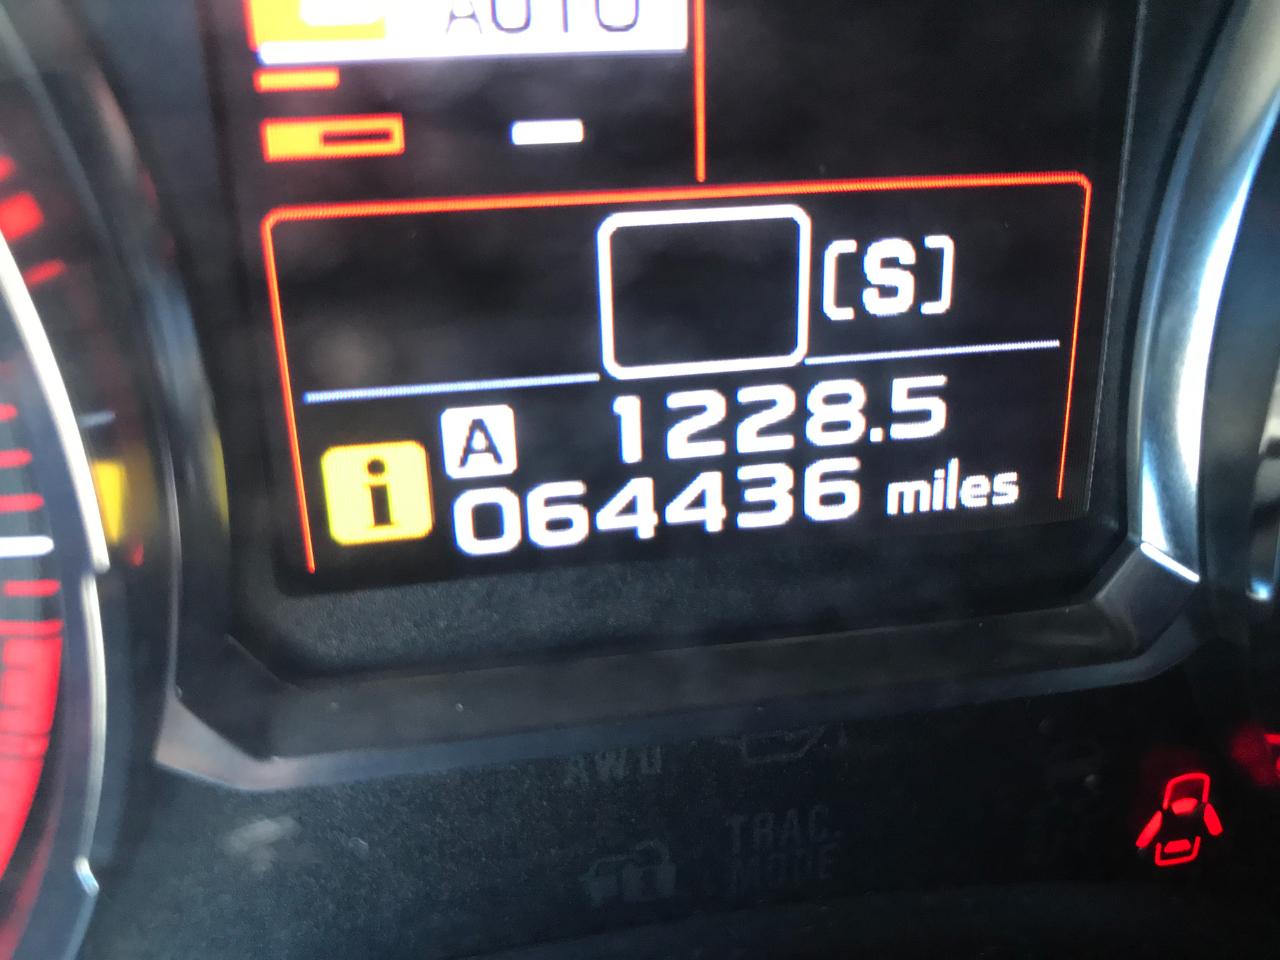 AUTO
[S]
A 1228.5
i 064436 miles
AWD
TRAC.
MODE